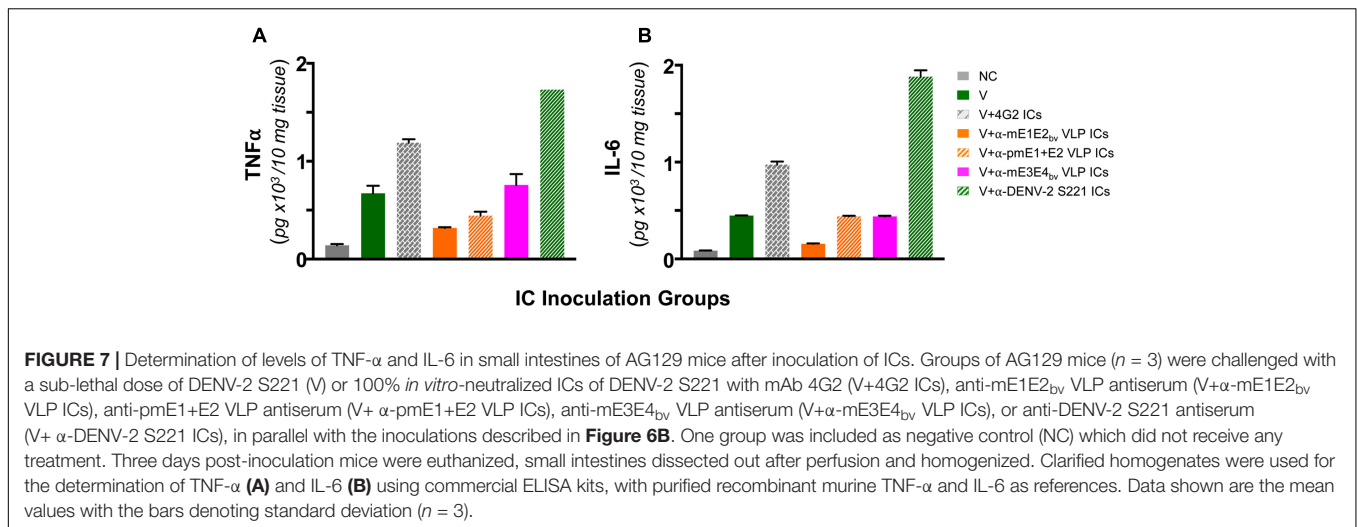 A
B
2
1
0
TNFα
(pg x10³/10 mg tissue)
2
1
0
IL-6
(pg x10³/10 mg tissue)
NC
V
V+4G2 ICs
V+α-mE1E2bv VLP ICs
V+α-pmE1+E2 VLP ICs
V+α-mE3E4bv VLP ICs
V+α-DENV-2 S221 ICs
IC Inoculation Groups
FIGURE 7 | Determination of levels of TNF-α and IL-6 in small intestines of AG129 mice after inoculation of ICs. Groups of AG129 mice (n = 3) were challenged with
a sub-lethal dose of DENV-2 S221 (V) or 100% in vitro-neutralized ICs of DENV-2 S221 with mAb 4G2 (V+4G2 ICs), anti-mE1E2bv VLP antiserum (V+α-mE1E2bv
VLP ICs), anti-pmE1+E2 VLP antiserum (V+ α-pmE1+E2 VLP ICs), anti-mE3E4bv VLP antiserum (V+α-mE3E4bv VLP ICs), or anti-DENV-2 S221 antiserum
(V+ α-DENV-2 S221 ICs), in parallel with the inoculations described in Figure 6B. One group was included as negative control (NC) which did not receive any
treatment. Three days post-inoculation mice were euthanized, small intestines dissected out after perfusion and homogenized. Clarified homogenates were used for
the determination of TNF-α (A) and IL-6 (B) using commercial ELISA kits, with purified recombinant murine TNF-α and IL-6 as references. Data shown are the mean
values with the bars denoting standard deviation (n = 3).